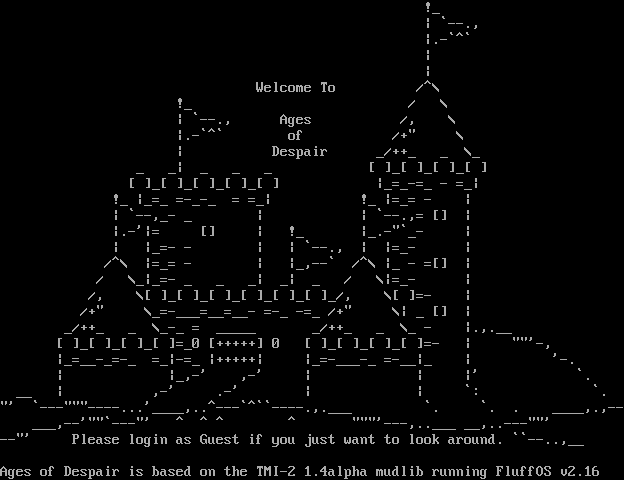 Welcome To
Ages
of
Despair
Please login as Guest if you just want to look around.
Ages of Despair is based on the TMI-2 1.4alpha mudlib running FluffOS v2.16